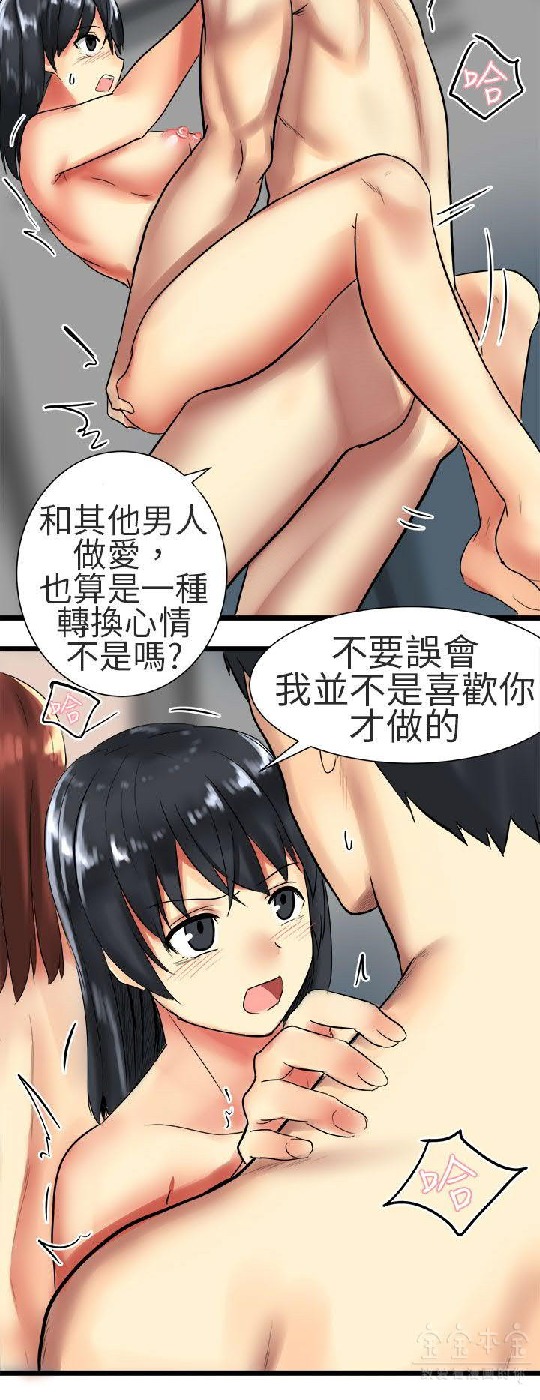 哈
和其他男人
做愛，
也算是一種
轉換心情
不是嗎?
不要誤會
我並不是喜歡你
才做的
哈
哈